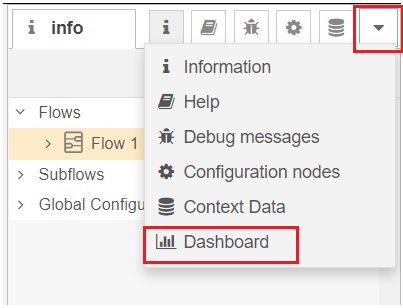 info
Information
Help
Flows
Debug messages
Flow 1
Configuration nodes
Subflows
Context Data
Global Configu
Dashboard